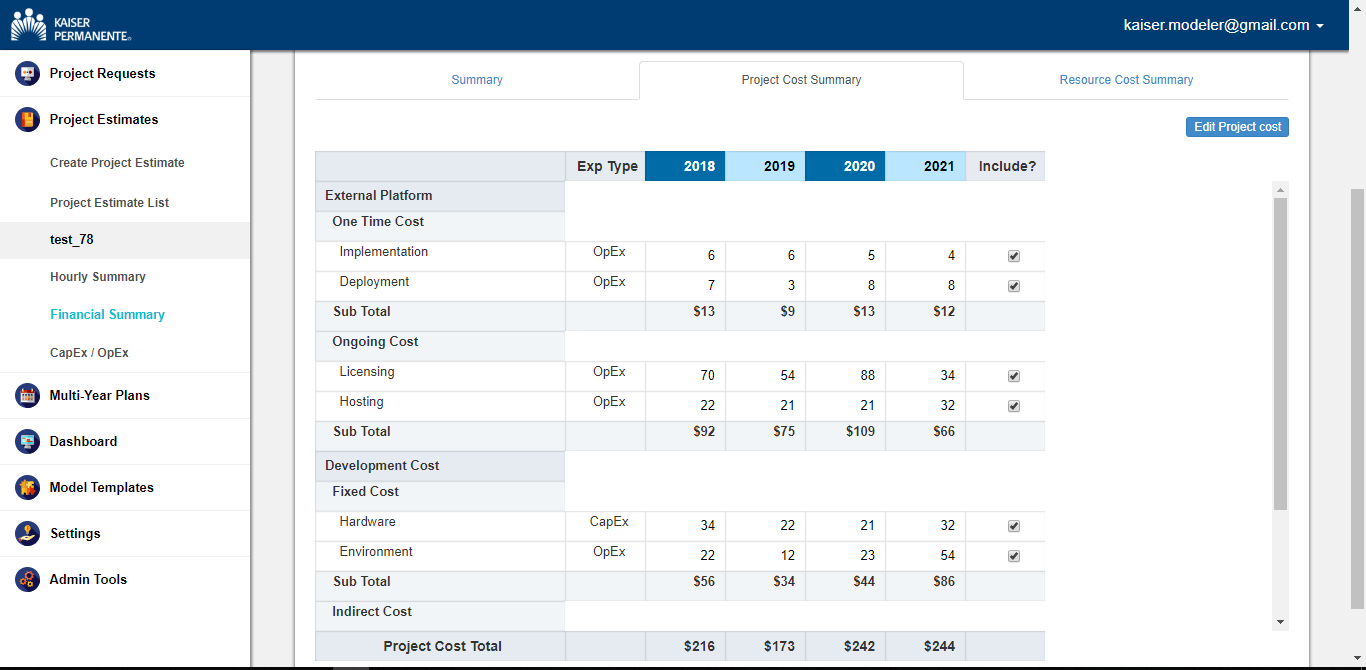 KAISER
PERMANENTE®
kaiser.modeler@gmail.com
Project Requests
Project Estimates
Create Project Estimate
Project Estimate List
test_78
Hourly Summary
Financial Summary
CapEx / OpEx
Multi-Year Plans
Dashboard
Model Templates
Settings
Admin Tools
Summary Project Cost Summary Resource Cost Summary
Edit Project cost
Exp Type 2018 2019 2020 2021 Include?
External Platform
One Time Cost
Implementation OpEx 6 6 5 4
Deployment OpEx 7 3 8 8
Sub Total $13 $9 $13 $12
Ongoing Cost
Licensing OpEx 70 54 88 34
Hosting OpEx 22 21 21 32
Sub Total $92 $75 $109 $66
Development Cost
Fixed Cost
Hardware CapEx 34 22 21 32
Environment OpEx 22 12 23 54
Sub Total $56 $34 $44 $86
Indirect Cost
Project Cost Total $216 $173 $242 $244